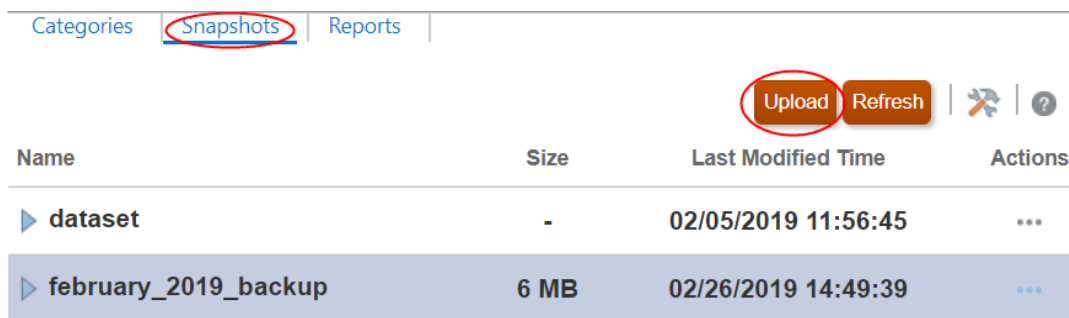 Categories Snapshots Reports
Upload Refresh ?
Name Size Last Modified Time Actions
dataset - 02/05/2019 11:56:45 •••
february_2019_backup 6 MB 02/26/2019 14:49:39 •••